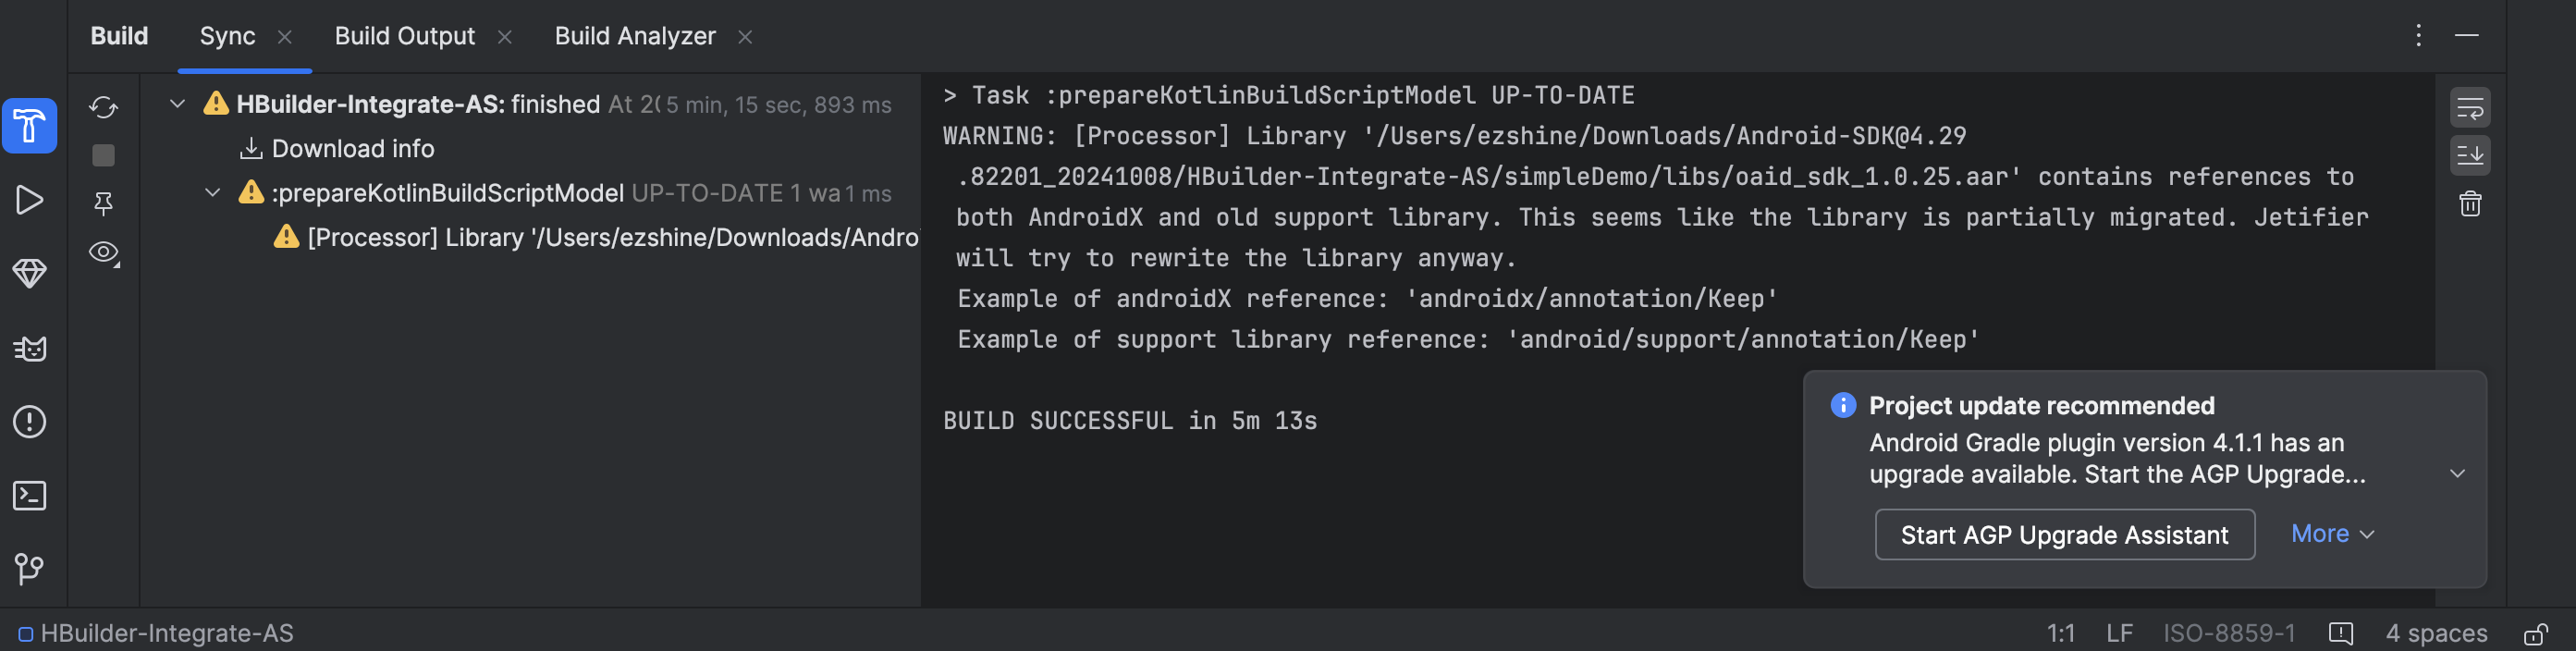 Build Sync Build Output Build Analyzer
HBuilder-Integrate-AS: finished At 20 5 min, 15 sec, 893 ms
Download info
:prepareKotlinBuildScriptModel UP-TO-DATE 1 wa 1 ms
[Processor] Library '/Users/ezshine/Downloads/Andro
> Task :prepareKotlinBuildScriptModel UP-TO-DATE
WARNING: [Processor] Library '/Users/ezshine/Downloads/Android-SDK@4.29
.82201_20241008/HBuilder-Integrate-AS/simpleDemo/libs/oaid_sdk_1.0.25.aar' contains references to
both AndroidX and old support library. This seems like the library is partially migrated. Jetifier
will try to rewrite the library anyway.
Example of androidX reference: 'androidx/annotation/Keep'
Example of support library reference: 'android/support/annotation/Keep'
BUILD SUCCESSFUL in 5m 13s
Project update recommended
Android Gradle plugin version 4.1.1 has an
upgrade available. Start the AGP Upgrade...
Start AGP Upgrade Assistant More
HBuilder-Integrate-AS 1:1 LF ISO-8859-1 4 spaces